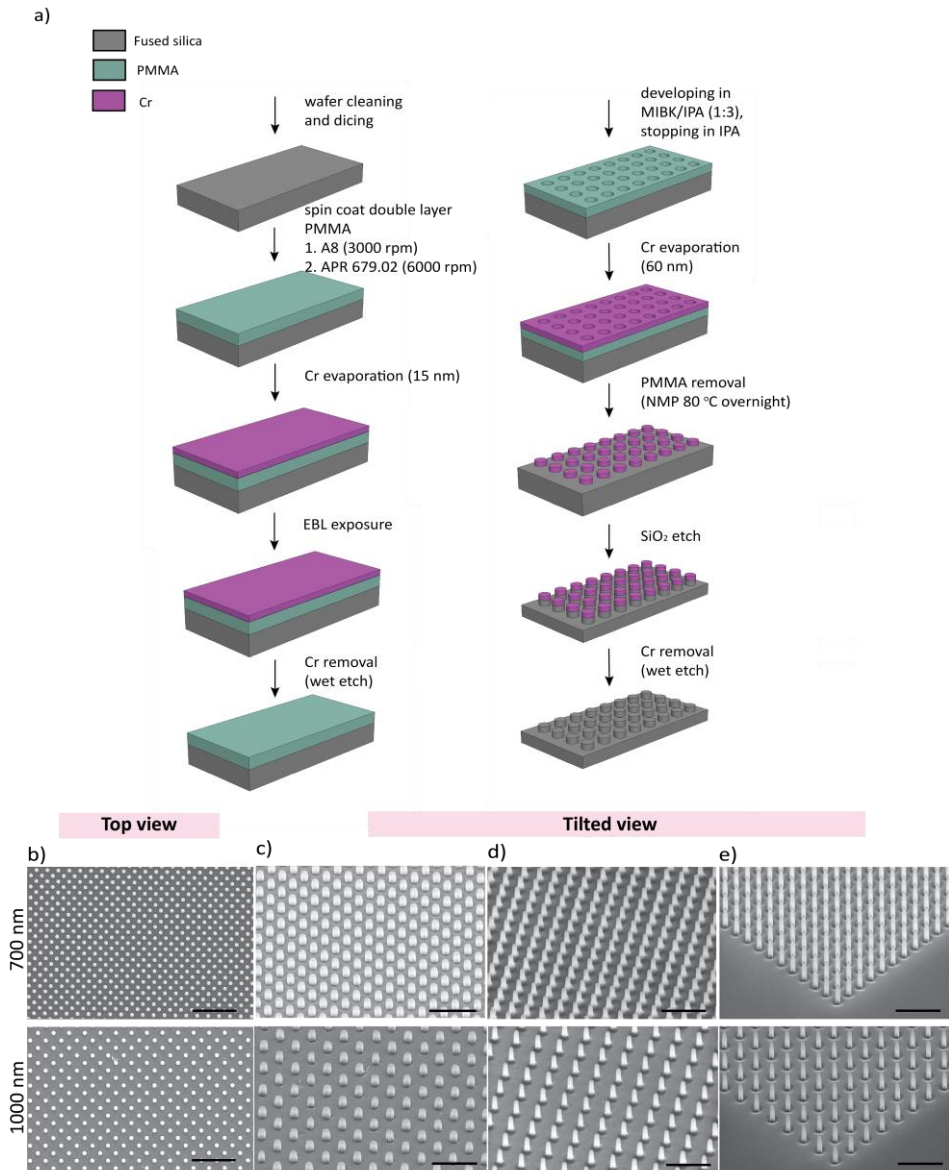 a)
Fused silica
PMMA
Cr
wafer cleaning
and dicing
spin coat double layer
PMMA
1. A8 (3000 rpm)
2. APR 679.02 (6000 rpm)
Cr evaporation (15 nm)
EBL exposure
Cr removal
(wet etch)
developing in
MIBK/IPA (1:3),
stopping in IPA
Cr evaporation
(60 nm)
PMMA removal
(NMP 80 °C overnight)
SiO₂ etch
Cr removal
(wet etch)
Top view
Tilted view
b)
c)
d)
e)
700 nm
1000 nm